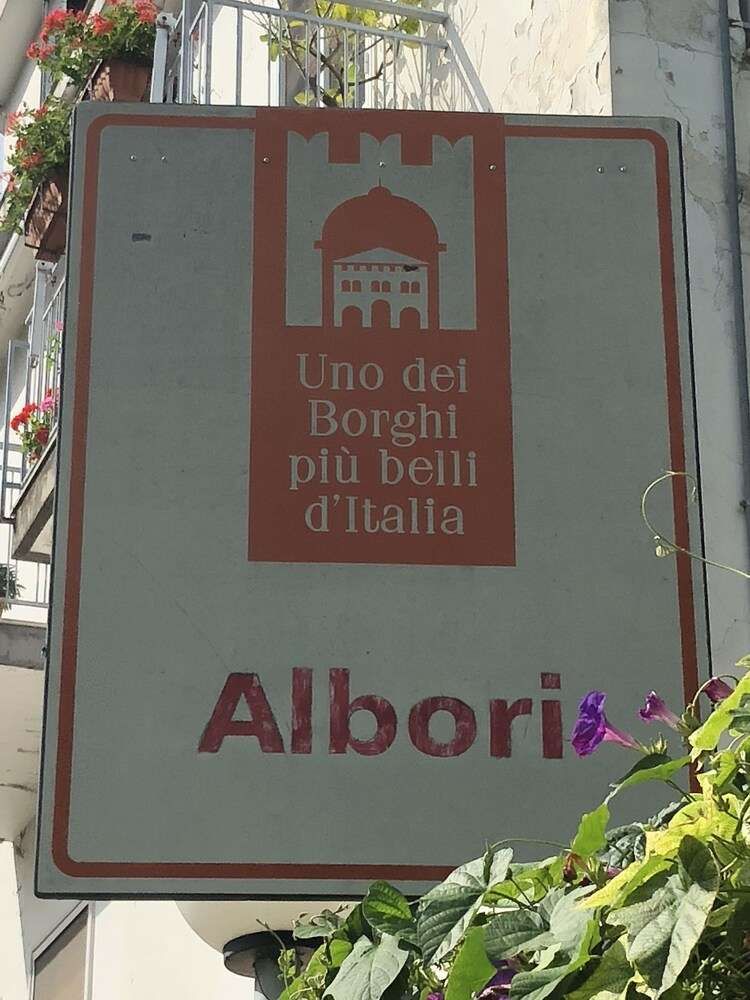 Uno dei
Borghi
più belli
d'Italia
Albori